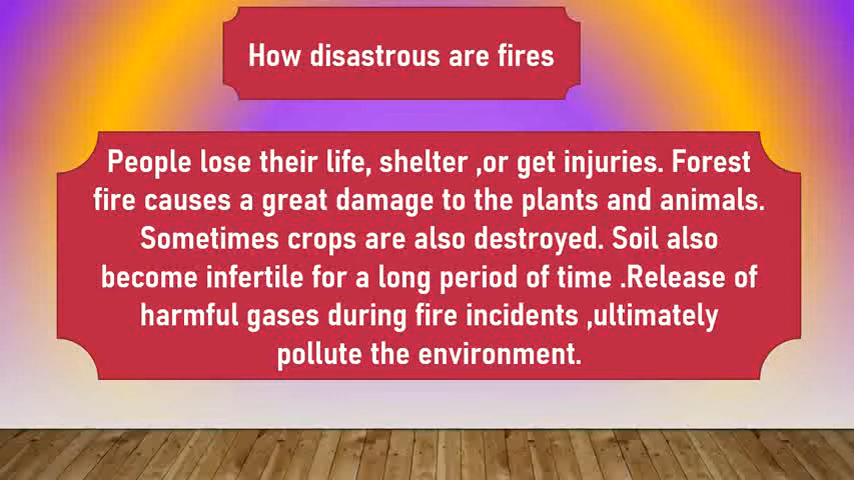 How disastrous are fires
People lose their life, shelter ,or get injuries. Forest
fire causes a great damage to the plants and animals.
Sometimes crops are also destroyed. Soil also
become infertile for a long period of time .Release of
harmful gases during fire incidents ,ultimately
pollute the environment.